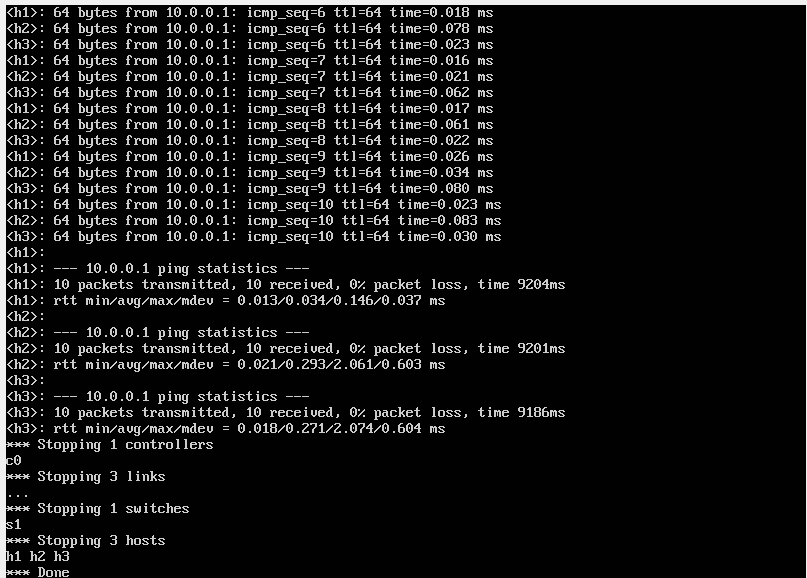 <h1>: 64 bytes from 10.0.0.1: icmp_seq=6 ttl=64 time=0.018 ms
<h2>: 64 bytes from 10.0.0.1: icmp_seq=6 ttl=64 time=0.078 ms
<h3>: 64 bytes from 10.0.0.1: icmp_seq=6 ttl=64 time=0.023 ms
<h1>: 64 bytes from 10.0.0.1: icmp_seq=7 ttl=64 time=0.016 ms
<h2>: 64 bytes from 10.0.0.1: icmp_seq=7 ttl=64 time=0.021 ms
<h3>: 64 bytes from 10.0.0.1: icmp_seq=7 ttl=64 time=0.062 ms
<h1>: 64 bytes from 10.0.0.1: icmp_seq=8 ttl=64 time=0.017 ms
<h2>: 64 bytes from 10.0.0.1: icmp_seq=8 ttl=64 time=0.061 ms
<h3>: 64 bytes from 10.0.0.1: icmp_seq=8 ttl=64 time=0.022 ms
<h1>: 64 bytes from 10.0.0.1: icmp_seq=9 ttl=64 time=0.026 ms
<h2>: 64 bytes from 10.0.0.1: icmp_seq=9 ttl=64 time=0.034 ms
<h3>: 64 bytes from 10.0.0.1: icmp_seq=9 ttl=64 time=0.080 ms
<h1>: 64 bytes from 10.0.0.1: icmp_seq=10 ttl=64 time=0.023 ms
<h2>: 64 bytes from 10.0.0.1: icmp_seq=10 ttl=64 time=0.083 ms
<h3>: 64 bytes from 10.0.0.1: icmp_seq=10 ttl=64 time=0.030 ms
<h1>:
<h1>: --- 10.0.0.1 ping statistics ---
<h1>: 10 packets transmitted, 10 received, 0% packet loss, time 9204ms
<h1>: rtt min/avg/max/mdev = 0.013/0.034/0.146/0.037 ms
<h2>:
<h2>: --- 10.0.0.1 ping statistics ---
<h2>: 10 packets transmitted, 10 received, 0% packet loss, time 9201ms
<h2>: rtt min/avg/max/mdev = 0.021/0.293/2.061/0.603 ms
<h3>:
<h3>: --- 10.0.0.1 ping statistics ---
<h3>: 10 packets transmitted, 10 received, 0% packet loss, time 9186ms
<h3>: rtt min/avg/max/mdev = 0.018/0.271/2.074/0.604 ms
*** Stopping 1 controllers
c0
*** Stopping 3 links
...
*** Stopping 1 switches
s1
*** Stopping 3 hosts
h1 h2 h3
*** Done